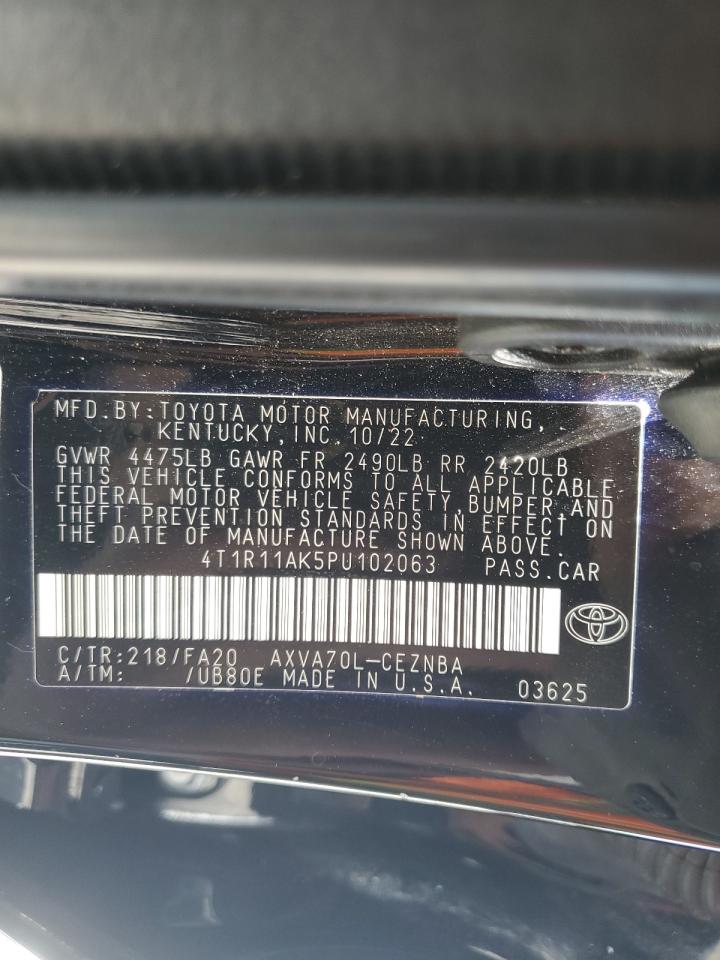 MFD.BY:TOYOTA MOTOR MANUFACTURING,
KENTUCKY,INC.10/22
GVWR 4475LB GAWR FR 2490LB RR 2420LB
THIS VEHICLE CONFORMS TO ALL APPLICABLE
FEDERAL MOTOR VEHICLE SAFETY,BUMPER AND
THEFT PREVENTION STANDARDS IN EFFECT ON
THE DATE OF MANUFACTURE SHOWN ABOVE.
4T1R11AK5PU102063 PASS.CAR
C/TR:218/FA20 AXVA70L-CEZNBA
A/TM: /UB80E MADE IN U.S.A. 03625